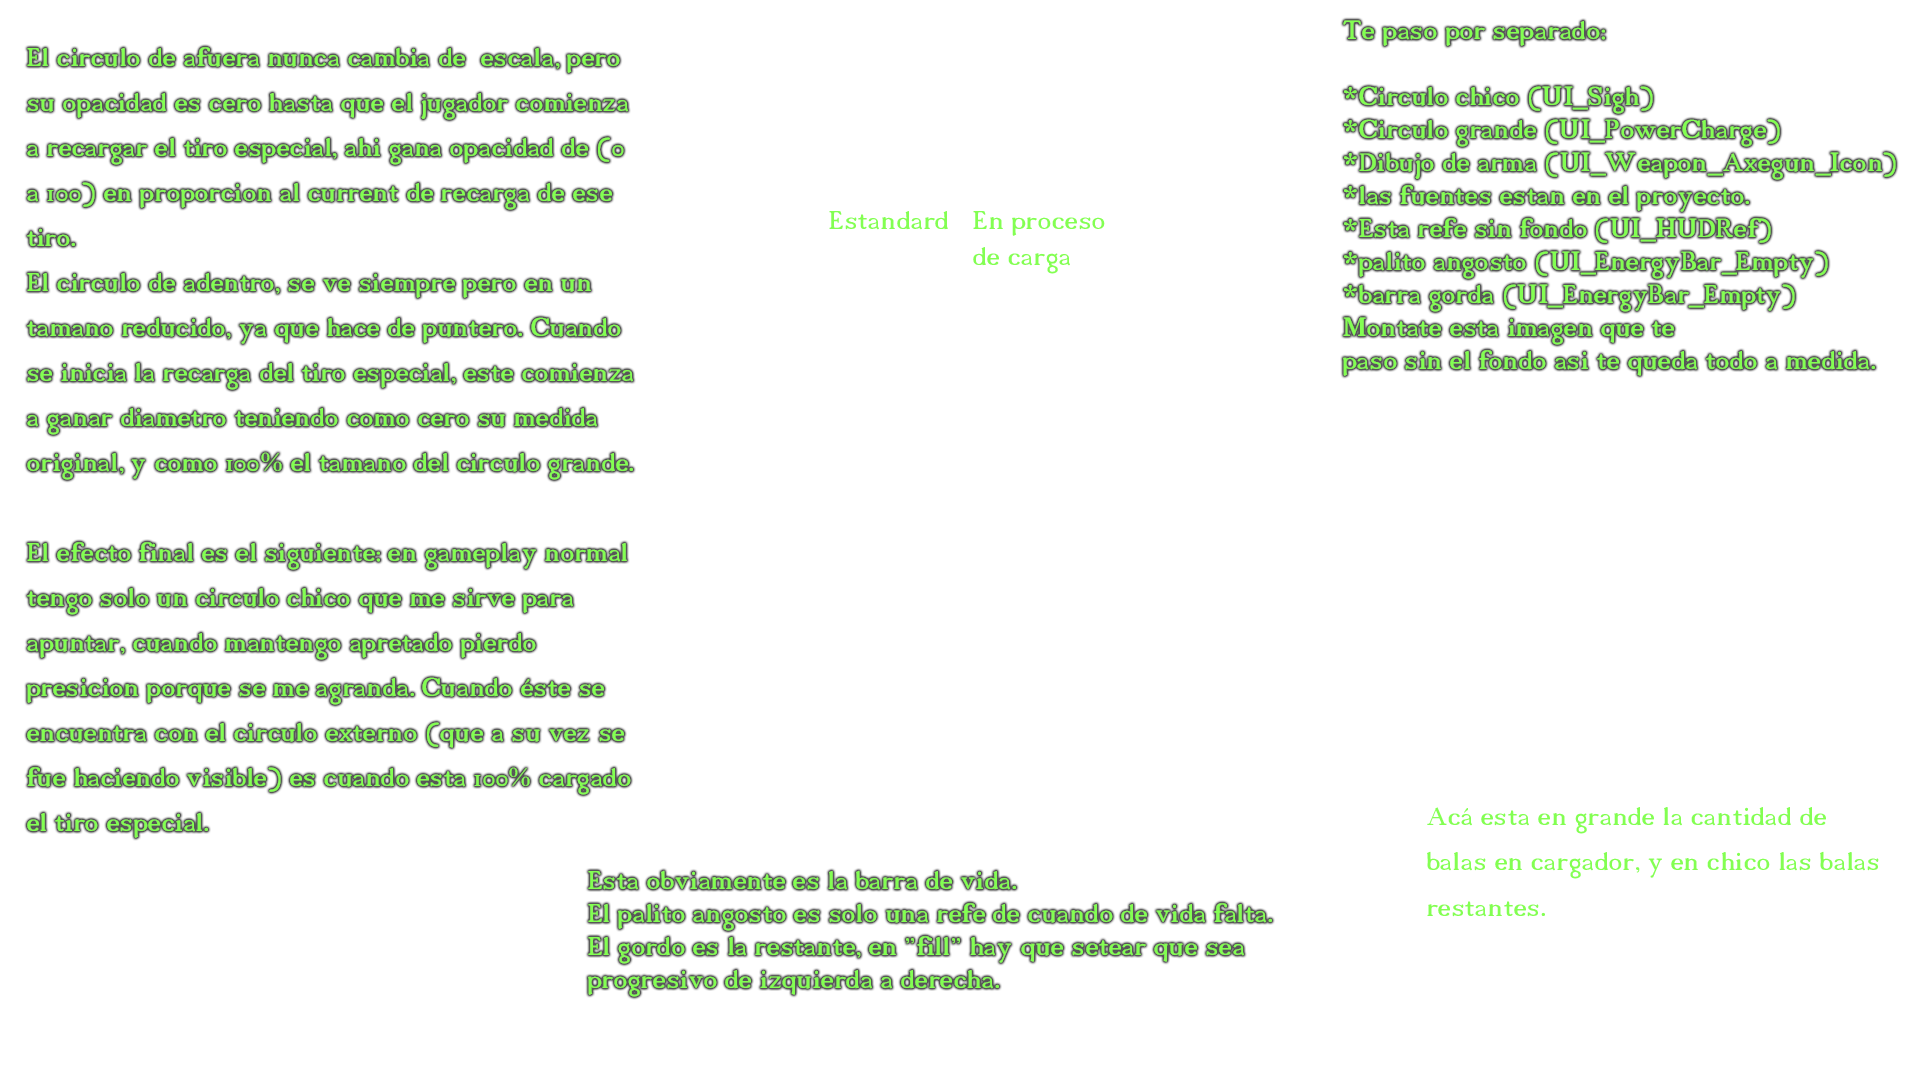 El circulo de afuera nunca cambia de  escala, pero
su opacidad es cero hasta que el jugador comienza
a recargar el tiro especial, ahi gana opacidad de (0
a 100) en proporcion al current de recarga de ese
tiro.
El circulo de adentro, se ve siempre pero en un
tamano reducido, ya que hace de puntero. Cuando
se inicia la recarga del tiro especial, este comienza
a ganar diametro teniendo como cero su medida
original, y como 100% el tamano del circulo grande.
El efecto final es el siguiente: en gameplay normal
tengo solo un circulo chico que me sirve para
apuntar, cuando mantengo apretado pierdo
presicion porque se me agranda. Cuando éste se
encuentra con el circulo externo (que a su vez se
fue haciendo visible) es cuando esta 100% cargado
el tiro especial.
Estandard
En proceso
de carga
Te paso por separado:
*Circulo chico (UI_Sigh)
*Circulo grande (UI_PowerCharge)
*Dibujo de arma (UI_Weapon_Axegun_Icon)
*las fuentes estan en el proyecto.
*Esta refe sin fondo (UI_HUDRef)
*palito angosto (UI_EnergyBar_Empty)
*barra gorda (UI_EnergyBar_Empty)
Montate esta imagen que te
paso sin el fondo asi te queda todo a medida.
Acá esta en grande la cantidad de
balas en cargador, y en chico las balas
restantes.
Esta obviamente es la barra de vida.
El palito angosto es solo una refe de cuando de vida falta.
El gordo es la restante, en "fill" hay que setear que sea
progresivo de izquierda a derecha.